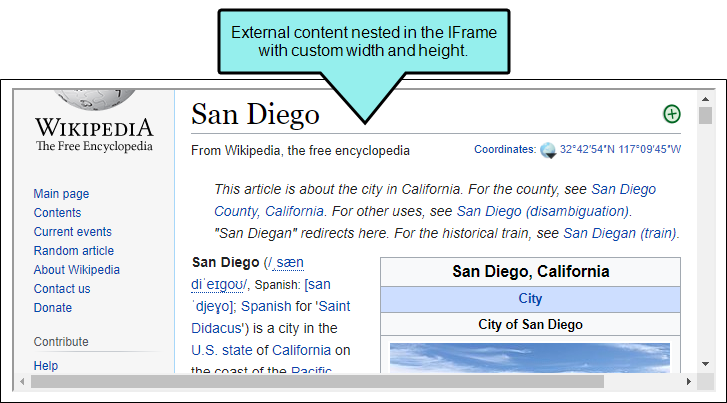 External content nested in the IFrame
with custom width and height.
WIKIPEDIA
The Free Encyclopedia
Main page
Contents
Current events
Random article
About Wikipedia
Contact us
Donate
Contribute
Help
San Diego
From Wikipedia, the free encyclopedia
Coordinates: 32°42′54″N 117°09′45″W
This article is about the city in California. For the county, see San Diego
County, California. For other uses, see San Diego (disambiguation).
"San Diegan" redirects here. For the historical train, see San Diegan (train).
San Diego (/ˌsæn
diˈeɪɡoʊ/, Spanish: [san
ˈdjeɣo]; Spanish for 'Saint
Didacus') is a city in the
U.S. state of California on
the coast of the Pacific
San Diego, California
City
City of San Diego